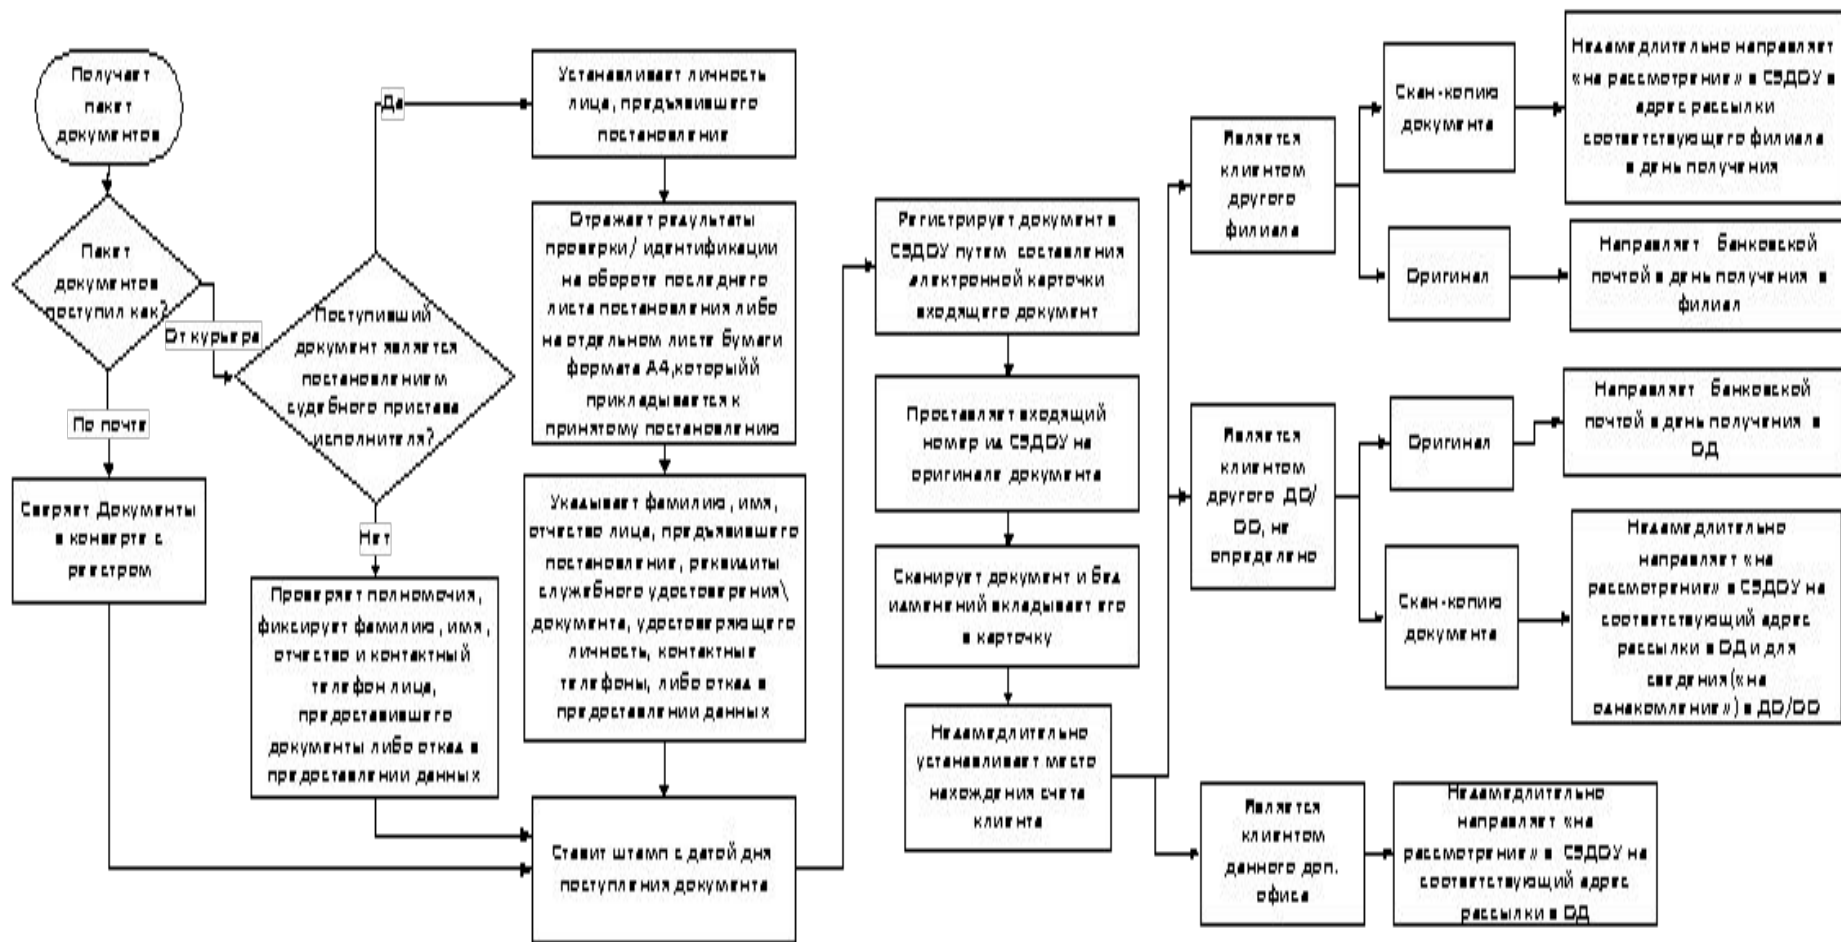 Получает
пакет
документов
Пакет
документов
поступил как?
От курьера
По почте
Сверяет Документы
в конверте с
реестром
Поступивший
документ является
постановлением
судебного пристава
исполнителя?
Да
Нет
Проверяет полномочия,
фиксирует фамилию, имя,
отчество и контактный
телефон лица,
предоставившего
документы либо отказ в
предоставлении данных
Устанавливает личность
лица, предъявившего
постановление
Отражает результаты
проверки/ идентификации
на обороте последнего
листа постановления либо
на отдельном листе бумаги
формата А4,которыйй
прикладывается к
принятому постановлению
Указывает фамилию, имя,
отчество лица, предъявившего
постановление, реквизиты
служебного удостоверения\
документа, удостоверяющего
личность, контактные
телефоны, либо отказ в
предоставлении данных
Ставит штамп с датой дня
поступления документа
Регистрирует документ в
СЭДОУ путем составления
электронной карточки
входящего документ
Проставляет входящий
номер из СЭДОУ на
оригинале документа
Сканирует документ и без
изменений вкладывает его
в карточку
Незамедлительно
устанавливает место
нахождения счета
клиента
Является
клиентом
другого
филиала
Скан-копию
документа
Незамедлительно направляет
«на рассмотрение» в СЭДОУ в
адрес рассылки
соответствующего филиала
в день получения
Оригинал
Направляет банковской
почтой в день получения в
филиал
Является
клиентом
другого ДО/
ОО, не
определено
Оригинал
Направляет банковской
почтой в день получения в
ОД
Скан-копию
документа
Незамедлительно
направляет «на
рассмотрение» в СЭДОУ на
соответствующий адрес
рассылки в ОД и для
сведения(«на
ознакомление») в ДО/ОО
Является
клиентом
данного доп.
офиса
Незамедлительно
направляет «на
рассмотрение» в СЭДОУ на
соответствующий адрес
рассылки в ОД